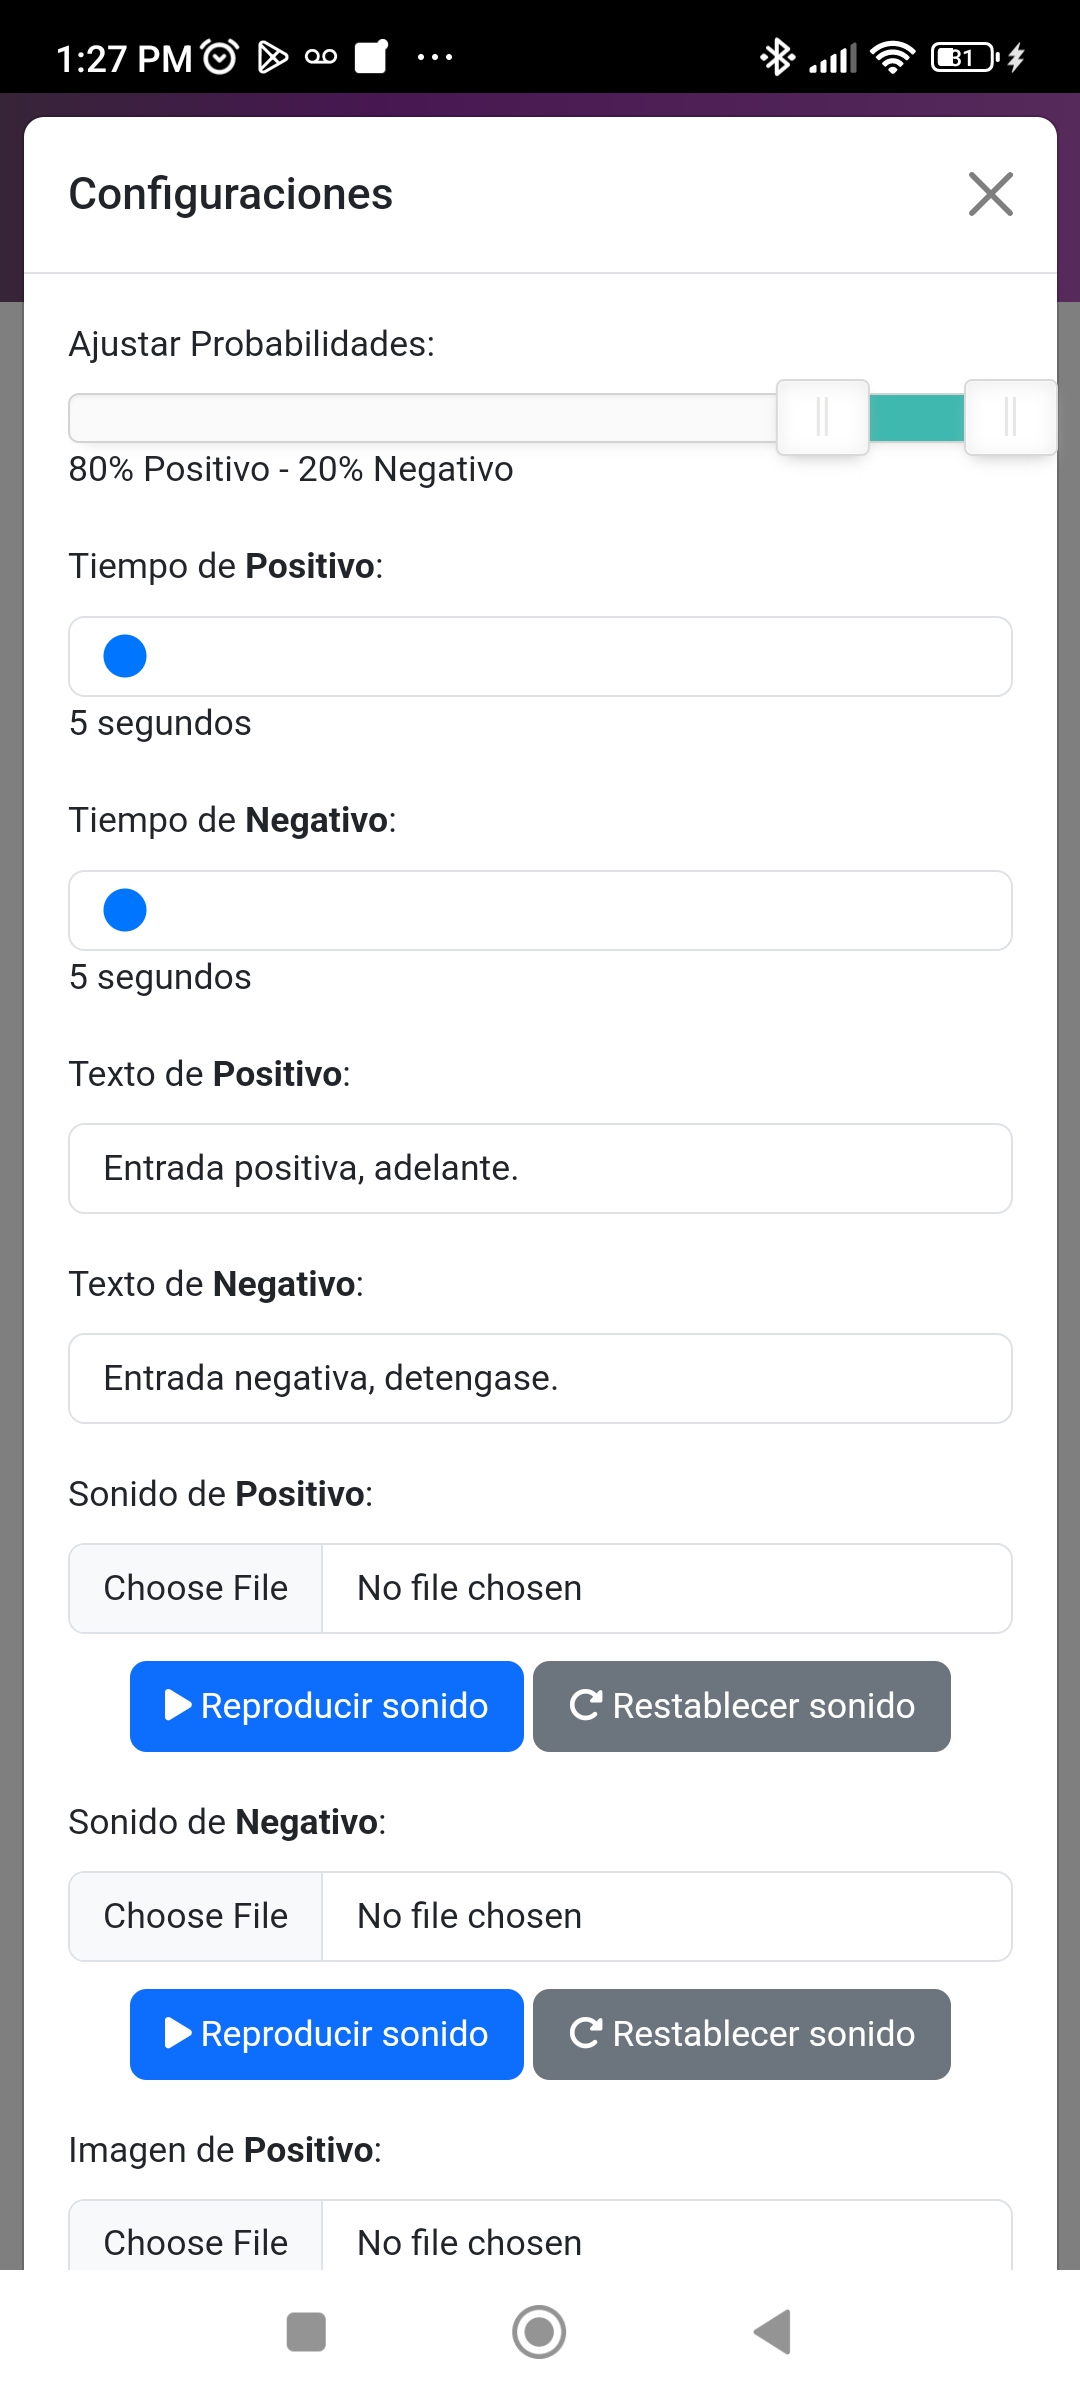 1:27 PM
31
Configuraciones
Ajustar Probabilidades:
80% Positivo - 20% Negativo
Tiempo de Positivo:
5 segundos
Tiempo de Negativo:
5 segundos
Texto de Positivo:
Entrada positiva, adelante.
Texto de Negativo:
Entrada negativa, detengase.
Sonido de Positivo:
Choose File No file chosen
Reproducir sonido Restablecer sonido
Sonido de Negativo:
Choose File No file chosen
Reproducir sonido Restablecer sonido
Imagen de Positivo:
Choose File No file chosen